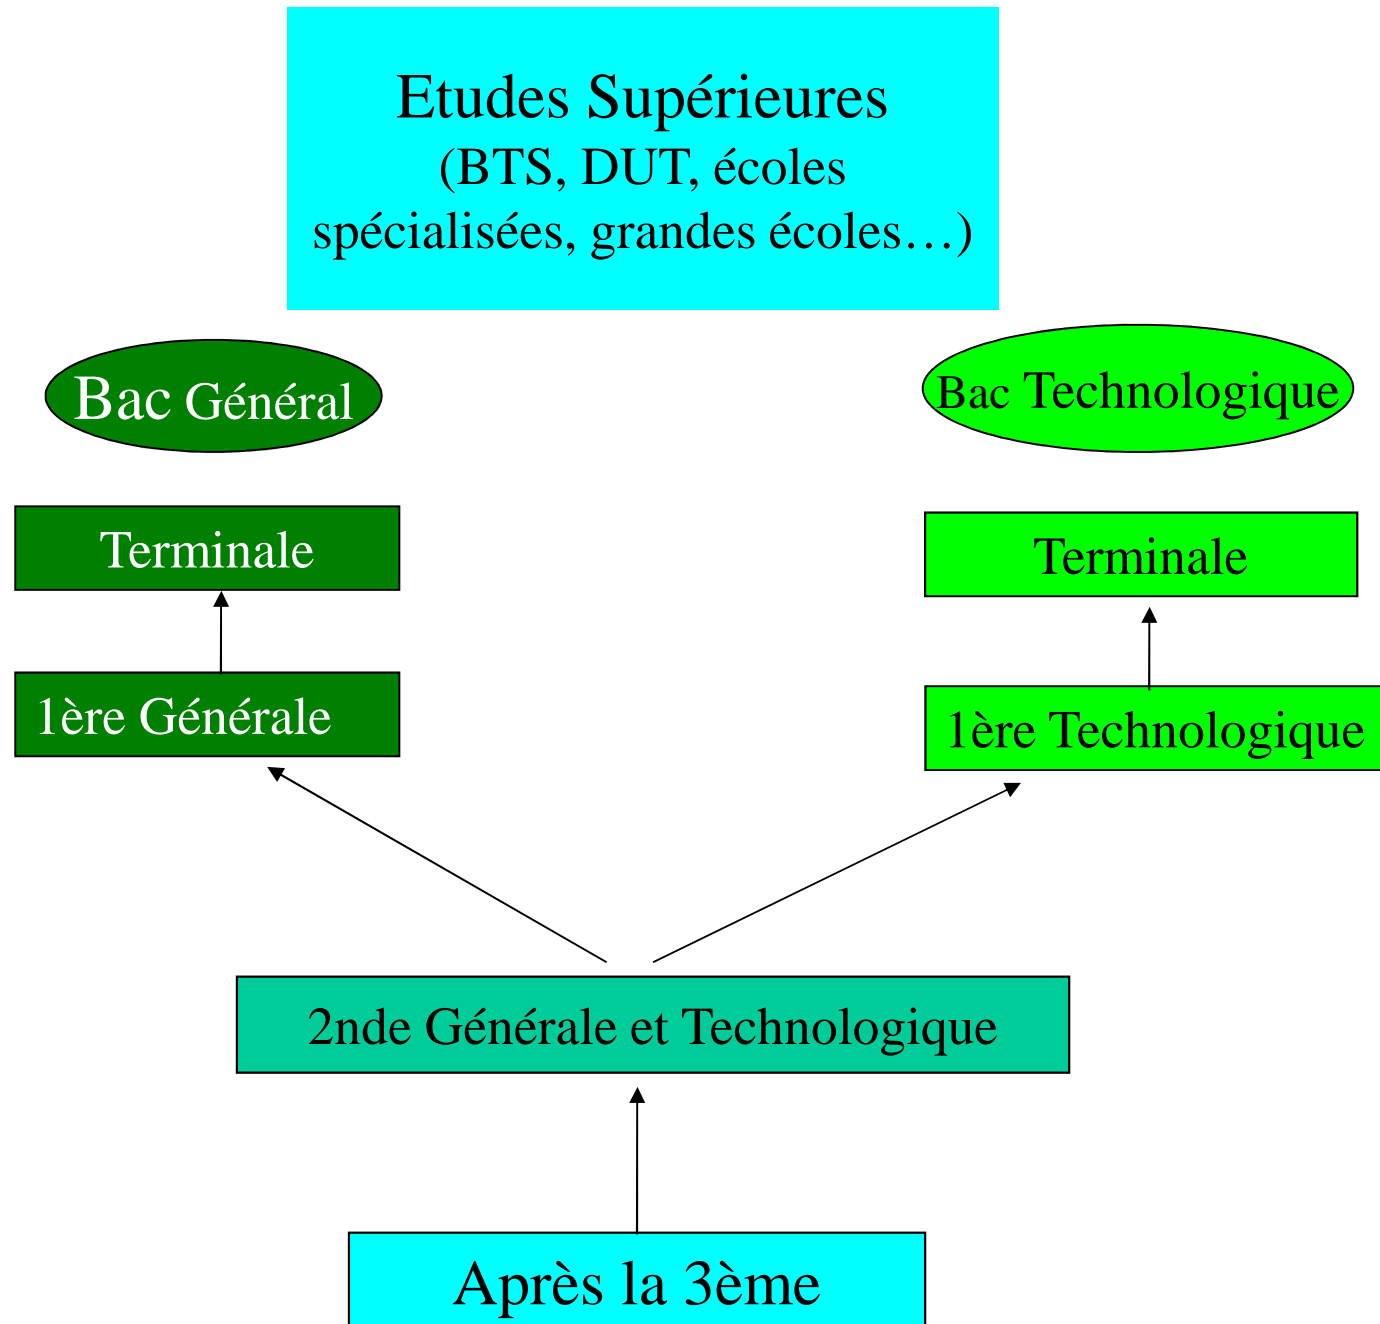 Etudes Supérieures
(BTS, DUT, écoles
spécialisées, grandes écoles…)
Bac Général
Bac Technologique
Terminale
Terminale
1ère Générale
1ère Technologique
2nde Générale et Technologique
Après la 3ème